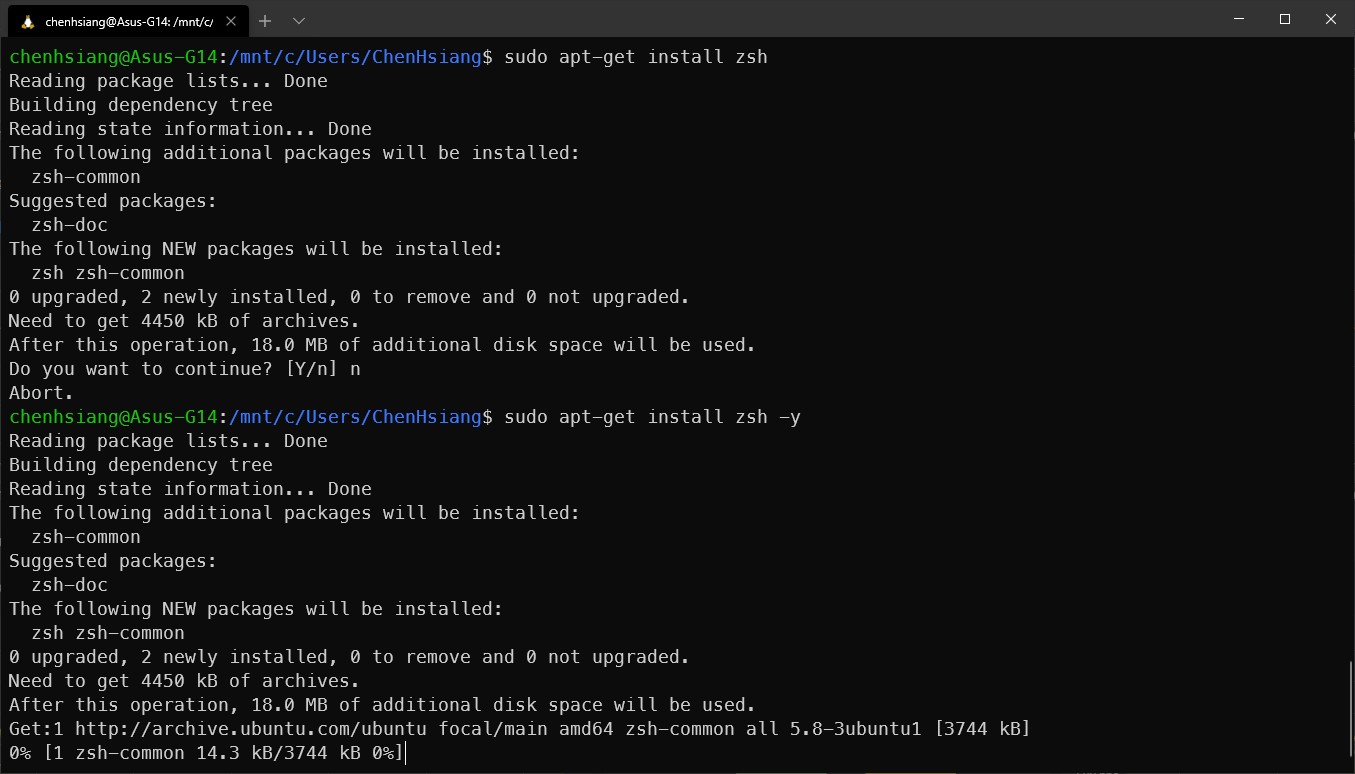 chenhsiang@Asus-G14: /mnt/c/
chenhsiang@Asus-G14:/mnt/c/Users/ChenHsiang$ sudo apt-get install zsh
Reading package lists... Done
Building dependency tree
Reading state information... Done
The following additional packages will be installed:
  zsh-common
Suggested packages:
  zsh-doc
The following NEW packages will be installed:
  zsh zsh-common
0 upgraded, 2 newly installed, 0 to remove and 0 not upgraded.
Need to get 4450 kB of archives.
After this operation, 18.0 MB of additional disk space will be used.
Do you want to continue? [Y/n] n
Abort.
chenhsiang@Asus-G14:/mnt/c/Users/ChenHsiang$ sudo apt-get install zsh -y
Reading package lists... Done
Building dependency tree
Reading state information... Done
The following additional packages will be installed:
  zsh-common
Suggested packages:
  zsh-doc
The following NEW packages will be installed:
  zsh zsh-common
0 upgraded, 2 newly installed, 0 to remove and 0 not upgraded.
Need to get 4450 kB of archives.
After this operation, 18.0 MB of additional disk space will be used.
Get:1 http://archive.ubuntu.com/ubuntu focal/main amd64 zsh-common all 5.8-3ubuntu1 [3744 kB]
0% [1 zsh-common 14.3 kB/3744 kB 0%]